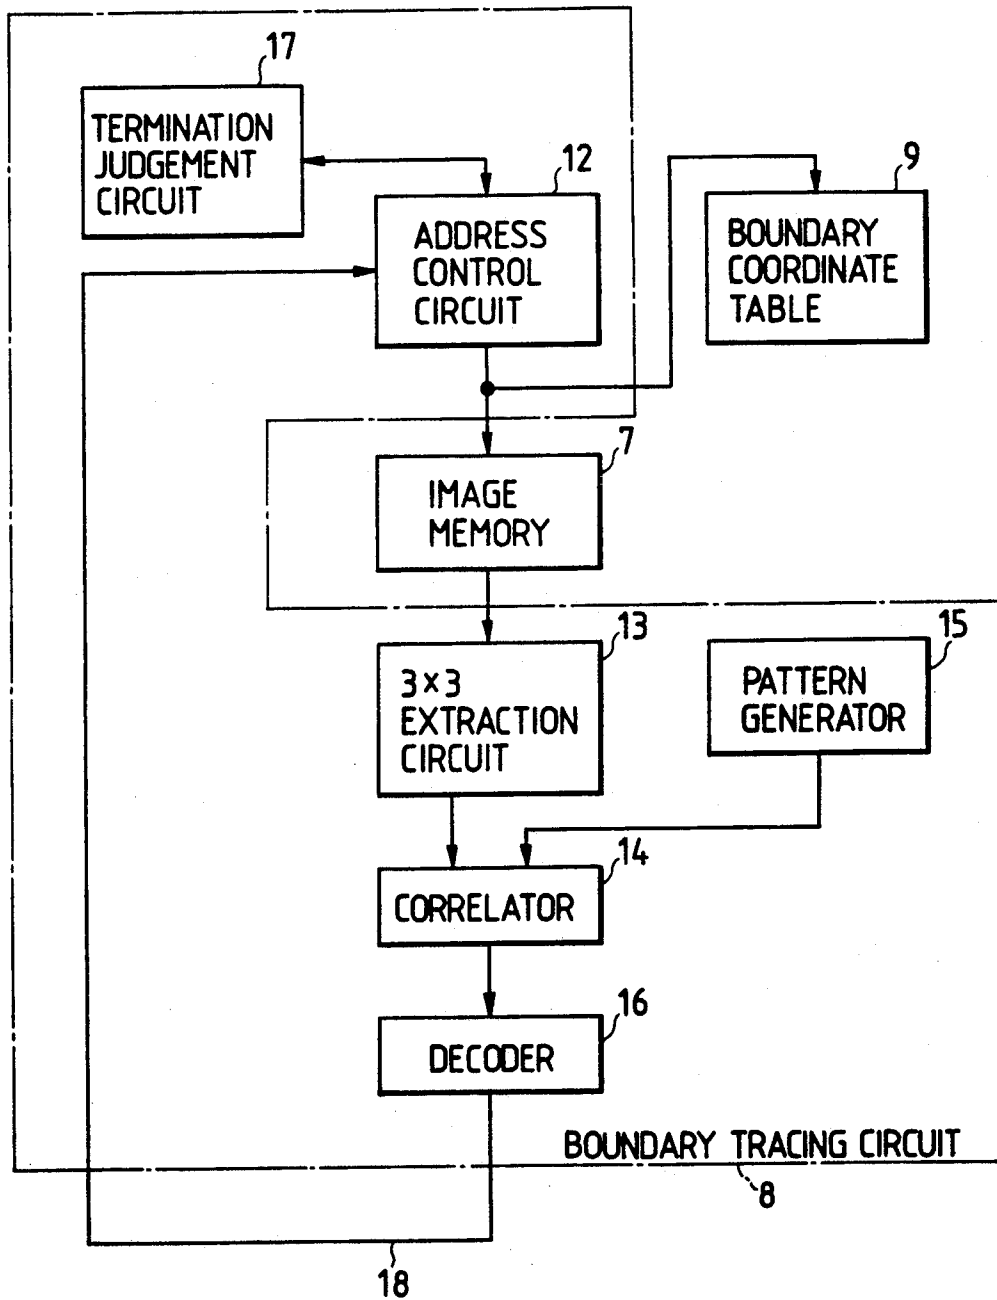 17
TERMINATION
JUDGEMENT
CIRCUIT
12
ADDRESS
CONTROL
CIRCUIT
9
BOUNDARY
COORDINATE
TABLE
7
IMAGE
MEMORY
13
3×3
EXTRACTION
CIRCUIT
15
PATTERN
GENERATOR
14
CORRELATOR
16
DECODER
BOUNDARY TRACING CIRCUIT
8
18